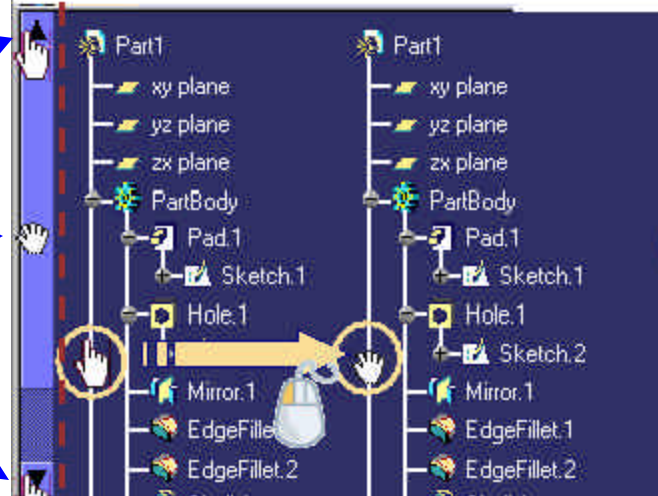 Part1
xy plane
yz plane
zx plane
PartBody
Pad.1
Sketch.1
Hole.1
Mirror.1
EdgeFille
EdgeFillet.2
Part1
xy plane
yz plane
zx plane
PartBody
Pad.1
Sketch.1
Hole.1
Sketch.2
Mirror.1
EdgeFillet.1
EdgeFillet.2